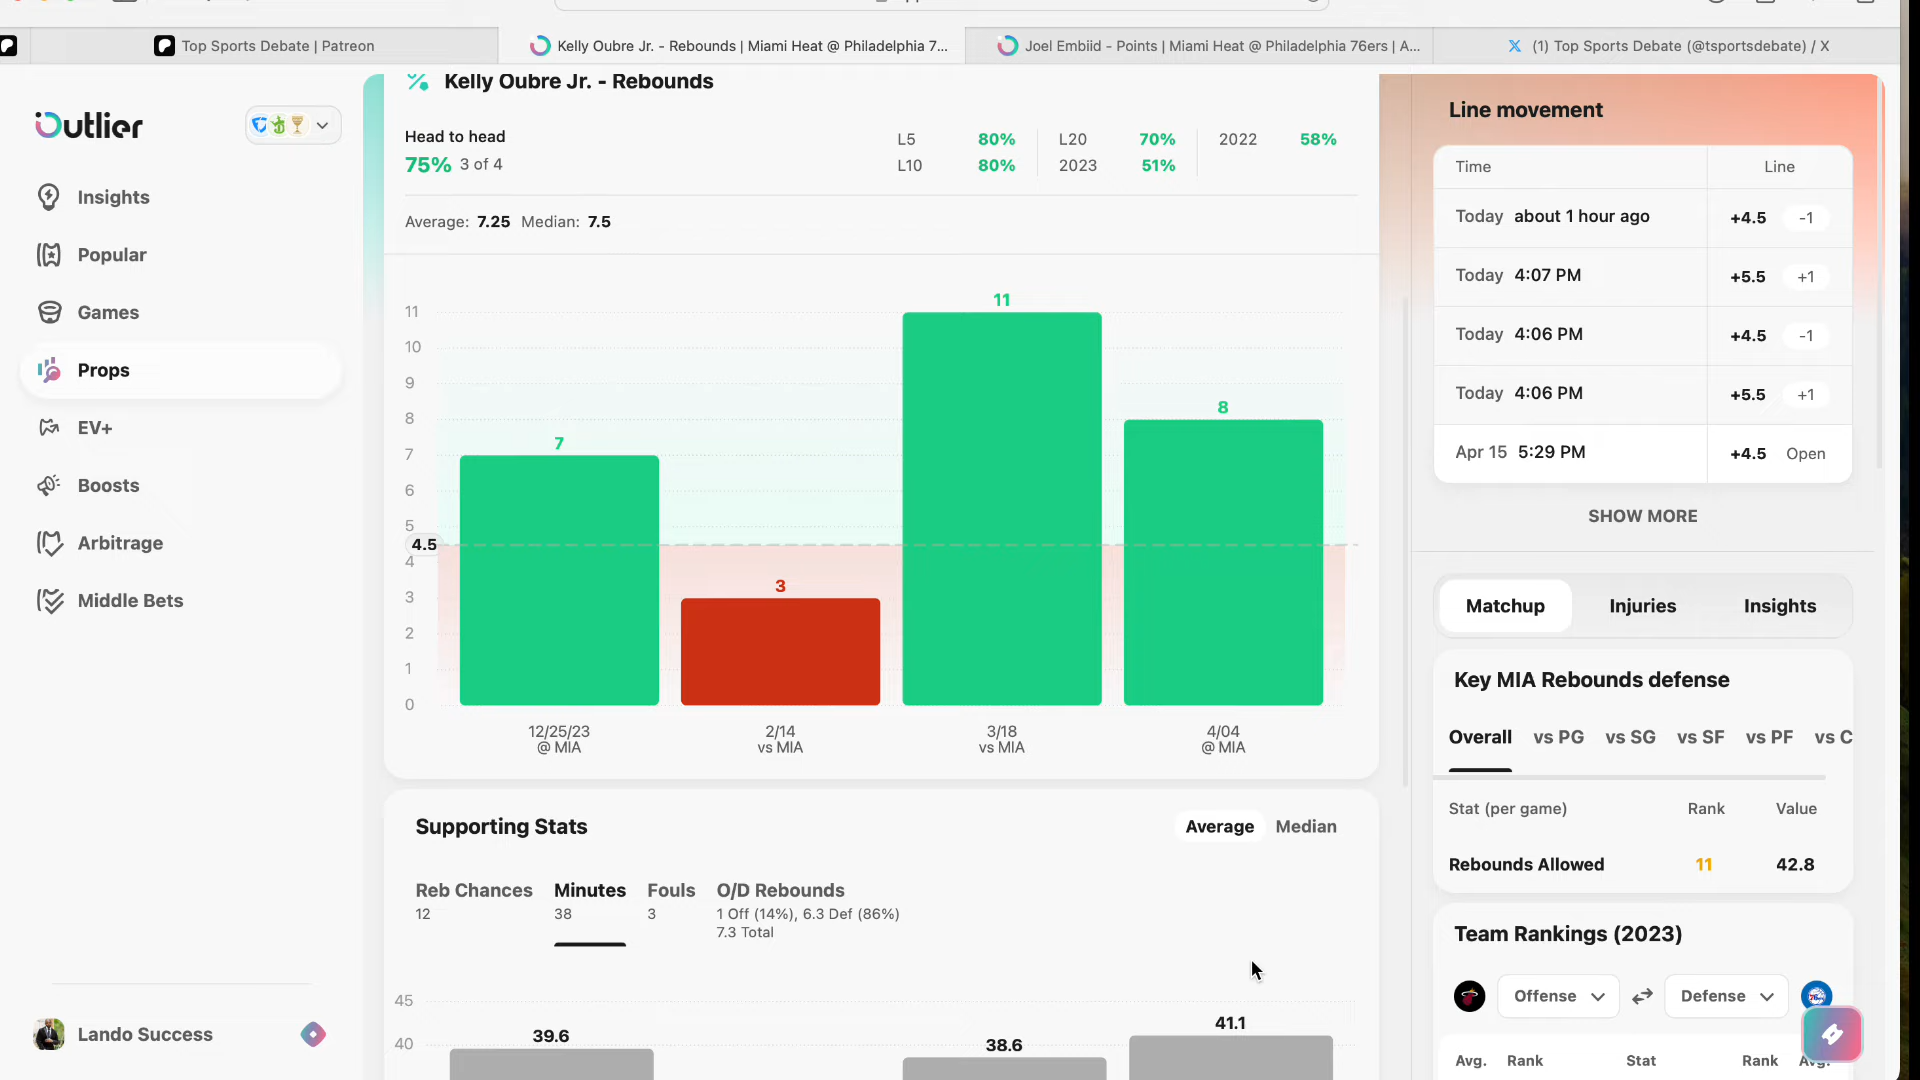 Top Sports Debate | Patreon
Kelly Oubre Jr. - Rebounds | Miami Heat @ Philadelphia 7...
Joel Embiid - Points | Miami Heat @ Philadelphia 76ers | A...
(1) Top Sports Debate (@tsportsdebate) / X
Outlier
Insights
Popular
Games
Props
EV+
Boosts
Arbitrage
Middle Bets
Lando Success
Kelly Oubre Jr. - Rebounds
Head to head
75% 3 of 4
L5 80% L20 70% 2022 58%
L10 80% 2023 51%
Average: 7.25 Median: 7.5
11
10
9
8
7
6
5
4.5
4
3
2
1
0
7
3
11
8
12/25/23
@ MIA
2/14
vs MIA
3/18
vs MIA
4/04
@ MIA
Supporting Stats
Average Median
Reb Chances Minutes Fouls O/D Rebounds
12 38 3 1 Off (14%), 6.3 Def (86%)
7.3 Total
45
40
39.6
38.6
41.1
Line movement
Time Line
Today about 1 hour ago +4.5 -1
Today 4:07 PM +5.5 +1
Today 4:06 PM +4.5 -1
Today 4:06 PM +5.5 +1
Apr 15 5:29 PM +4.5 Open
SHOW MORE
Matchup Injuries Insights
Key MIA Rebounds defense
Overall vs PG vs SG vs SF vs PF vs C
Stat (per game) Rank Value
Rebounds Allowed 11 42.8
Team Rankings (2023)
Offense Defense
Avg. Rank Stat Rank Avg.